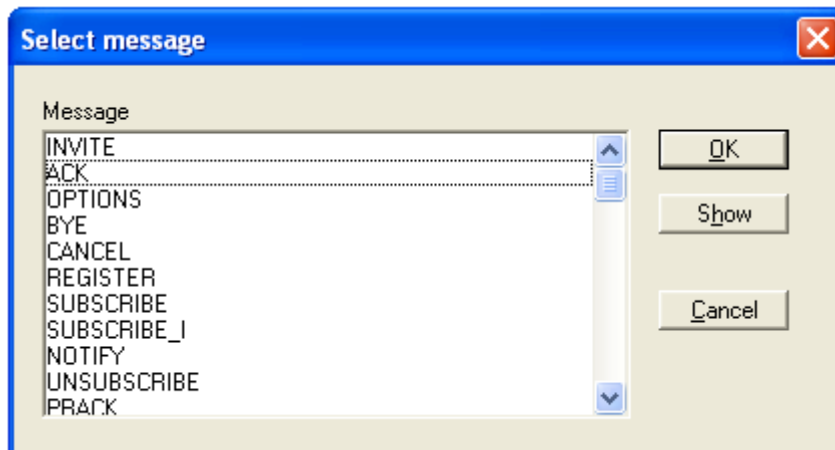 Select message
Message
INVITE
ACK
OPTIONS
BYE
CANCEL
REGISTER
SUBSCRIBE
SUBSCRIBE_I
NOTIFY
UNSUBSCRIBE
PRACK
OK
Show
Cancel